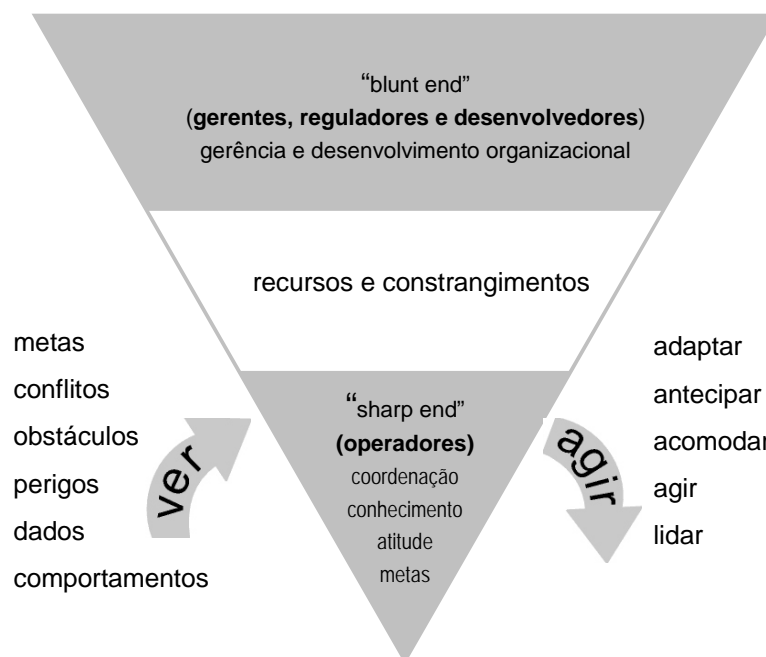 “blunt end”
(gerentes, reguladores e desenvolvedores)
gerência e desenvolvimento organizacional
recursos e constrangimentos
metas
conflitos
obstáculos
perigos
dados
comportamentos
ver
“sharp end”
(operadores)
coordenação
conhecimento
atitude
metas
agir
adaptar
antecipar
acomodar
agir
lidar